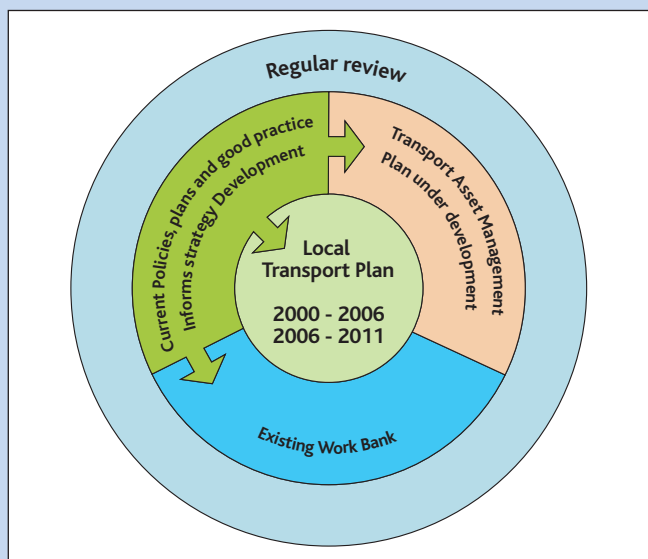 Regular review
Current Policies, plans and good practice
Informs strategy Development
Transport Asset Management
Plan under development
Local
Transport Plan
2000 - 2006
2006 - 2011
Existing Work Bank